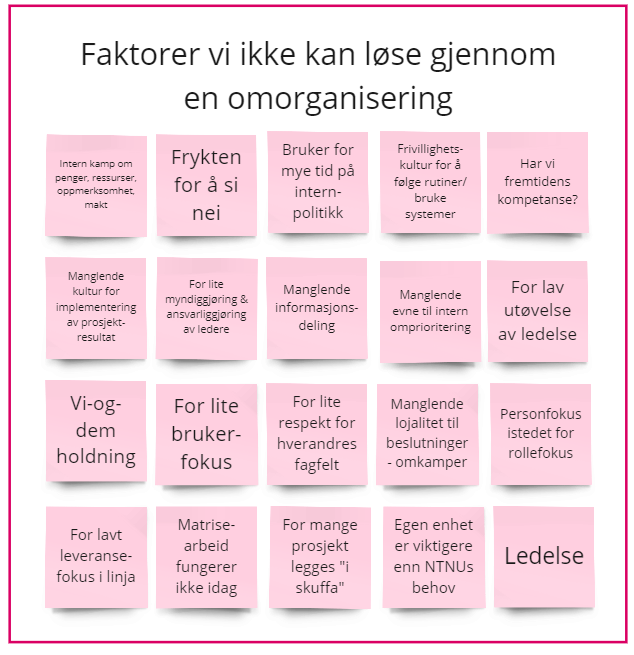 Faktorer vi ikke kan løse gjennom
en omorganisering
Intern kamp om
penger, ressurser,
oppmerksomhet,
makt
Frykten
for å si
nei
Bruker for
mye tid på
intern-
politikk
Frivillighets-
kultur for å
følge rutiner/
bruke
systemer
Har vi
fremtidens
kompetanse?
Manglende
kultur for
implementering
av prosjekt-
resultat
For lite
myndiggjøring &
ansvarliggjøring
av ledere
Manglende
informasjons-
deling
Manglende
evne til intern
omprioritering
For lav
utøvelse
av ledelse
Vi-og-
dem
holdning
For lite
bruker-
fokus
For lite
respekt for
hverandres
fagfelt
Manglende
lojalitet til
beslutninger
- omkamper
Personfokus
istedet for
rollefokus
For lavt
leveranse-
fokus i linja
Matrise-
arbeid
fungerer
ikke idag
For mange
prosjekt
legges "i
skuffa"
Egen enhet
er viktigere
enn NTNUs
behov
Ledelse